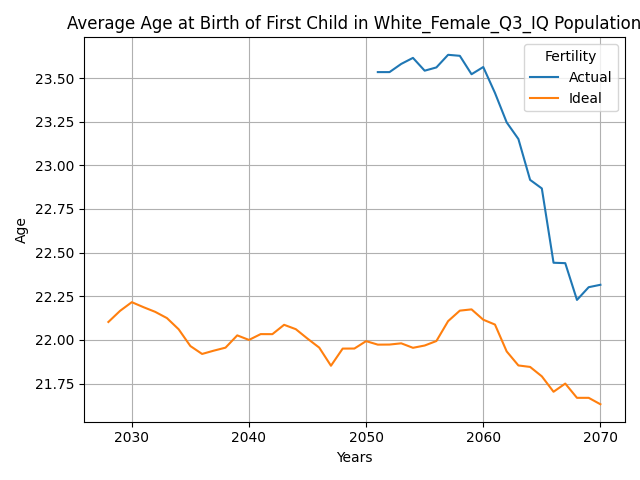 Average Age at Birth of First Child in White_Female_Q3_IQ Population
Fertility
Actual
Ideal
23.50
23.25
23.00
22.75
22.50
22.25
22.00
21.75
Age
2030 2040 2050 2060 2070
Years